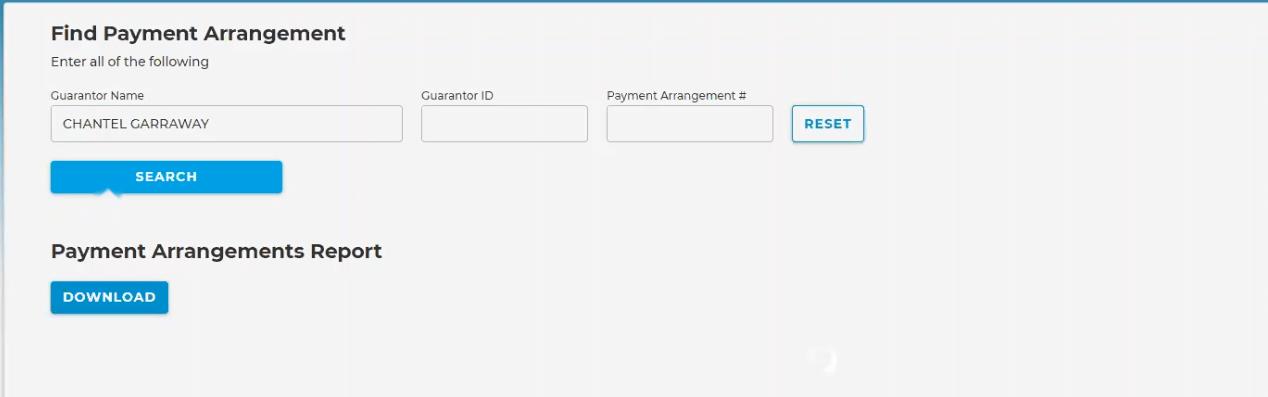 Find Payment Arrangement
Enter all of the following
Guarantor Name
Guarantor ID
Payment Arrangement #
CHANTEL GARRAWAY
RESET
SEARCH
Payment Arrangements Report
DOWNLOAD